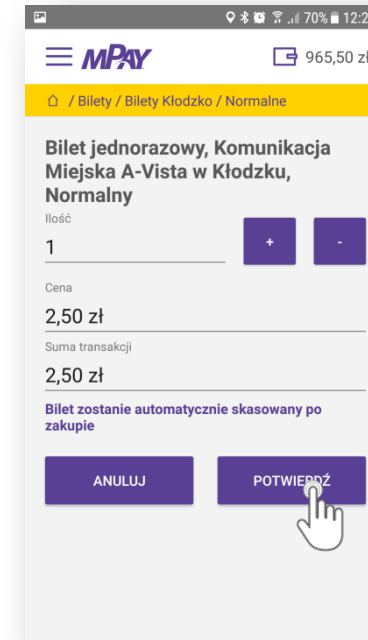 70% 12:2
mPAY
965,50 zł
/ Bilety / Bilety Kłodzko / Normalne
Bilet jednorazowy, Komunikacja
Miejska A-Vista w Kłodzku,
Normalny
Ilość
1 + -
Cena
2,50 zł
Suma transakcji
2,50 zł
Bilet zostanie automatycznie skasowany po
zakupie
ANULUJ POTWIERDŹ